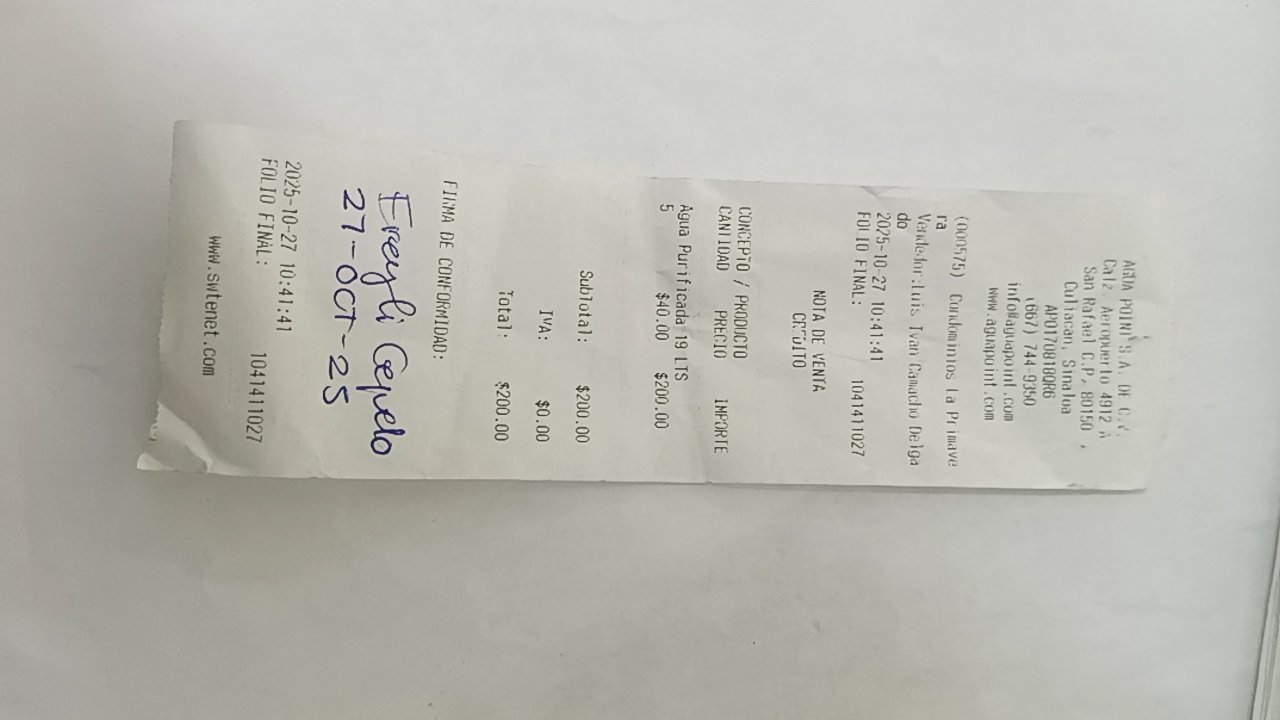 AGUA POINT S.A. DE C.V.
Calz. Aeropuerto 4912 A
San Rafael C.P. 80150 ,
Culiacan, Sinaloa
APO170818QR6
(667) 744-9350
info@aguapoint.com
www.aguapoint.com
(000575) Condominios La Primave
ra
Vendedor:Luis Ivan Camacho Delga
do
2025-10-27 10:41:41
FOLIO FINAL: 1041411027
NOTA DE VENTA
CREDITO
CONCEPTO / PRODUCTO
CANTIDAD PRECIO IMPORTE
Agua Purificada 19 LTS
5 $40.00 $200.00
SubTotal: $200.00
IVA: $0.00
Total: $200.00
FIRMA DE CONFORMIDAD:
27-OCT-25
2025-10-27 10:41:41
FOLIO FINAL: 1041411027
www.swtenet.com